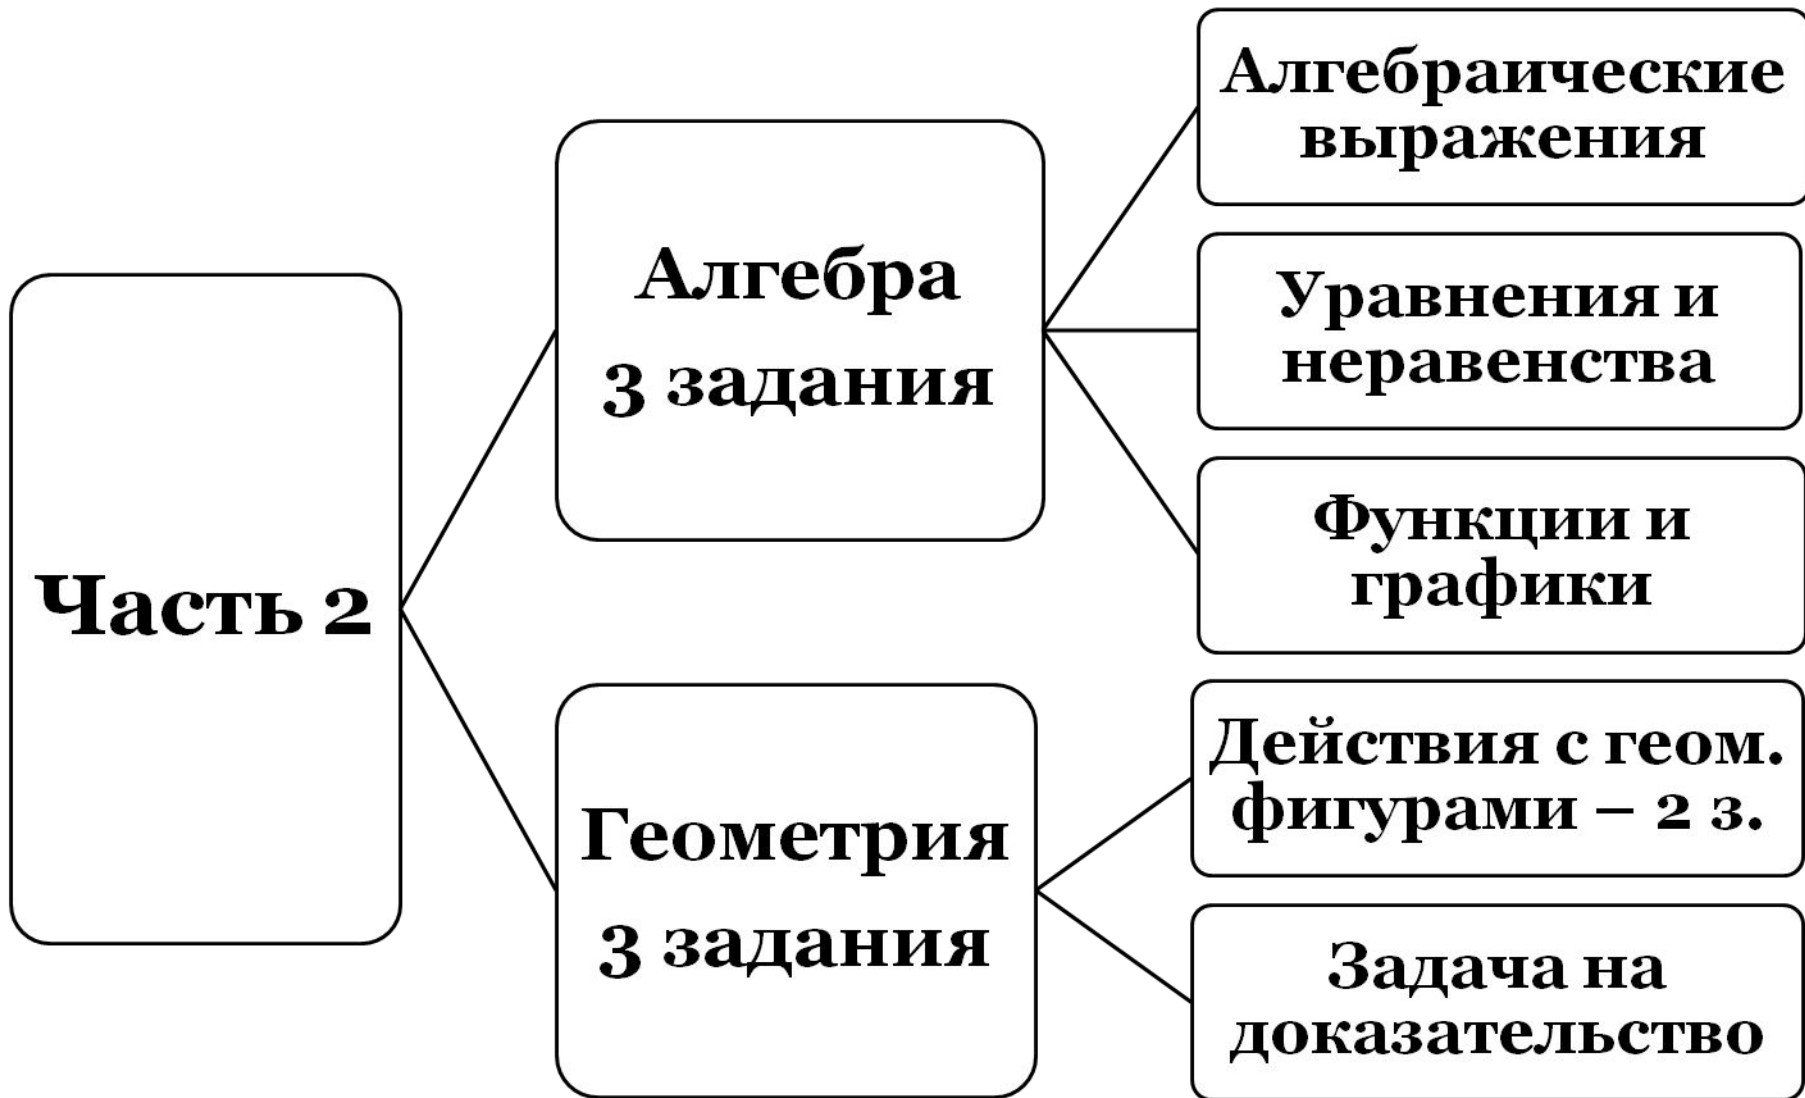 Часть 2
Алгебра
3 задания
Алгебраические
выражения
Уравнения и
неравенства
Функции и
графики
Геометрия
3 задания
Действия с геом.
фигурами – 2 з.
Задача на
доказательство